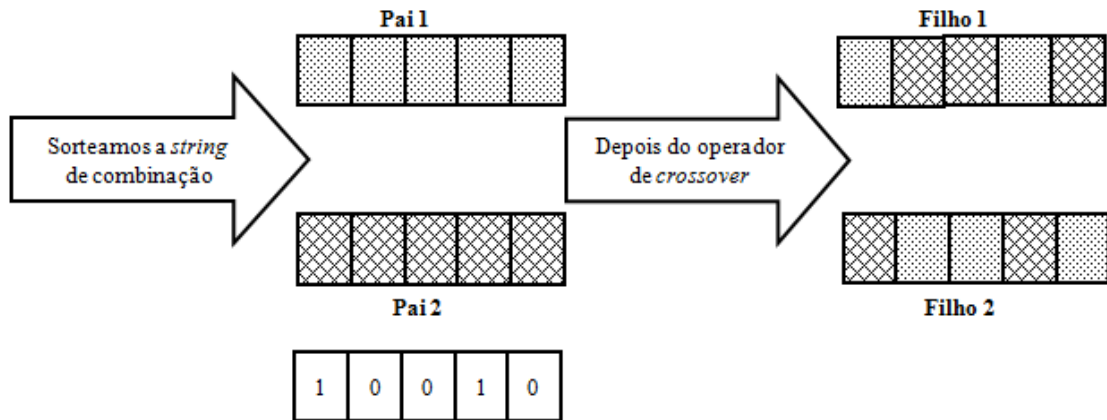 Pai 1
Filho 1
Sorteamos a string
de combinação
Depois do operador
de crossover
Pai 2
Filho 2
1 0 0 1 0